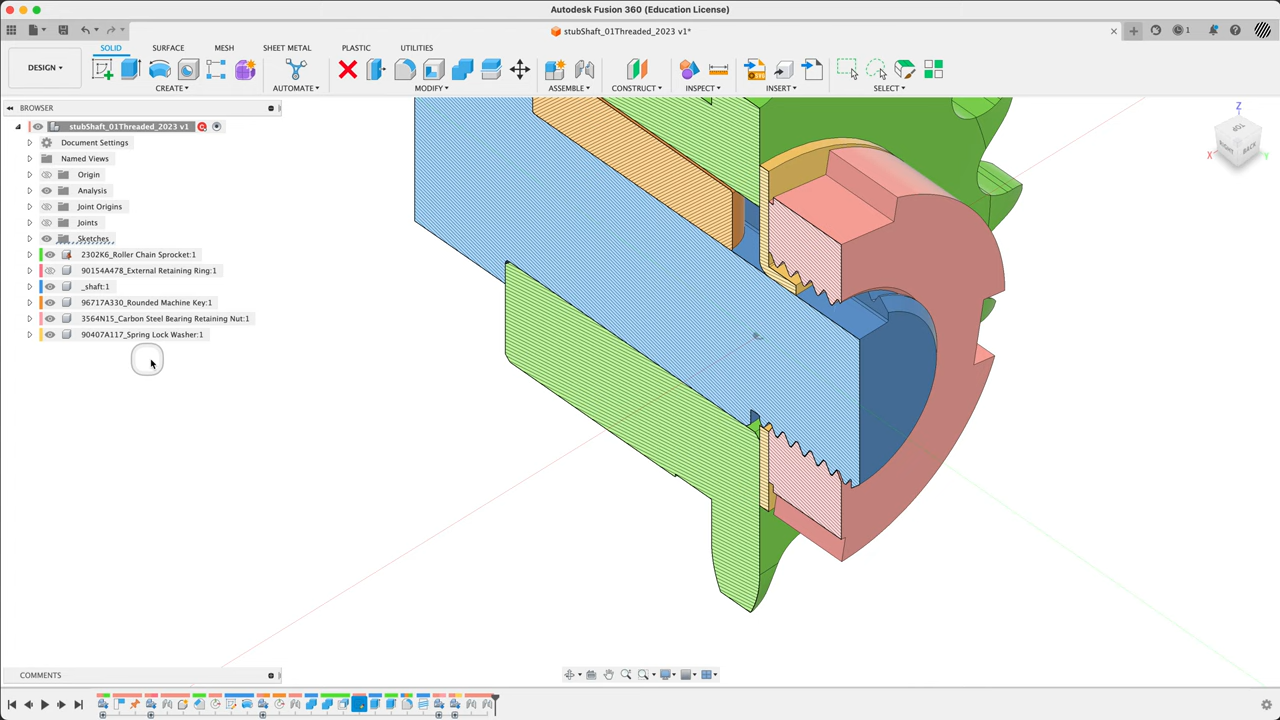 Autodesk Fusion 360 (Education License)
stubShaft_01Threaded_2023 v1*
1
SOLID SURFACE MESH SHEET METAL PLASTIC UTILITIES
DESIGN
CREATE AUTOMATE MODIFY ASSEMBLE CONSTRUCT INSPECT INSERT SELECT
BROWSER
stubShaft_01Threaded_2023 v1
Document Settings
Named Views
Origin
Analysis
Joint Origins
Joints
Sketches
2302K6_Roller Chain Sprocket:1
90154A478_External Retaining Ring:1
_shaft:1
96717A330_Rounded Machine Key:1
3564N15_Carbon Steel Bearing Retaining Nut:1
90407A117_Spring Lock Washer:1
Z
X
Y
RIGHT
BACK
COMMENTS